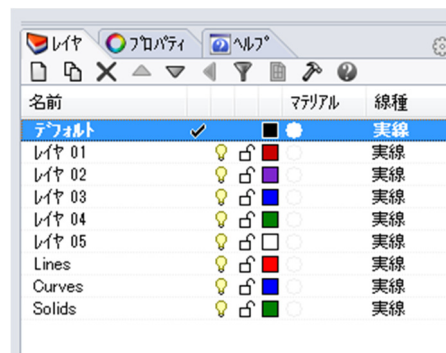 レイヤ プロパティ ヘルプ
名前 マテリアル 線種
デフォルト 実線
レイヤ 01 実線
レイヤ 02 実線
レイヤ 03 実線
レイヤ 04 実線
レイヤ 05 実線
Lines 実線
Curves 実線
Solids 実線